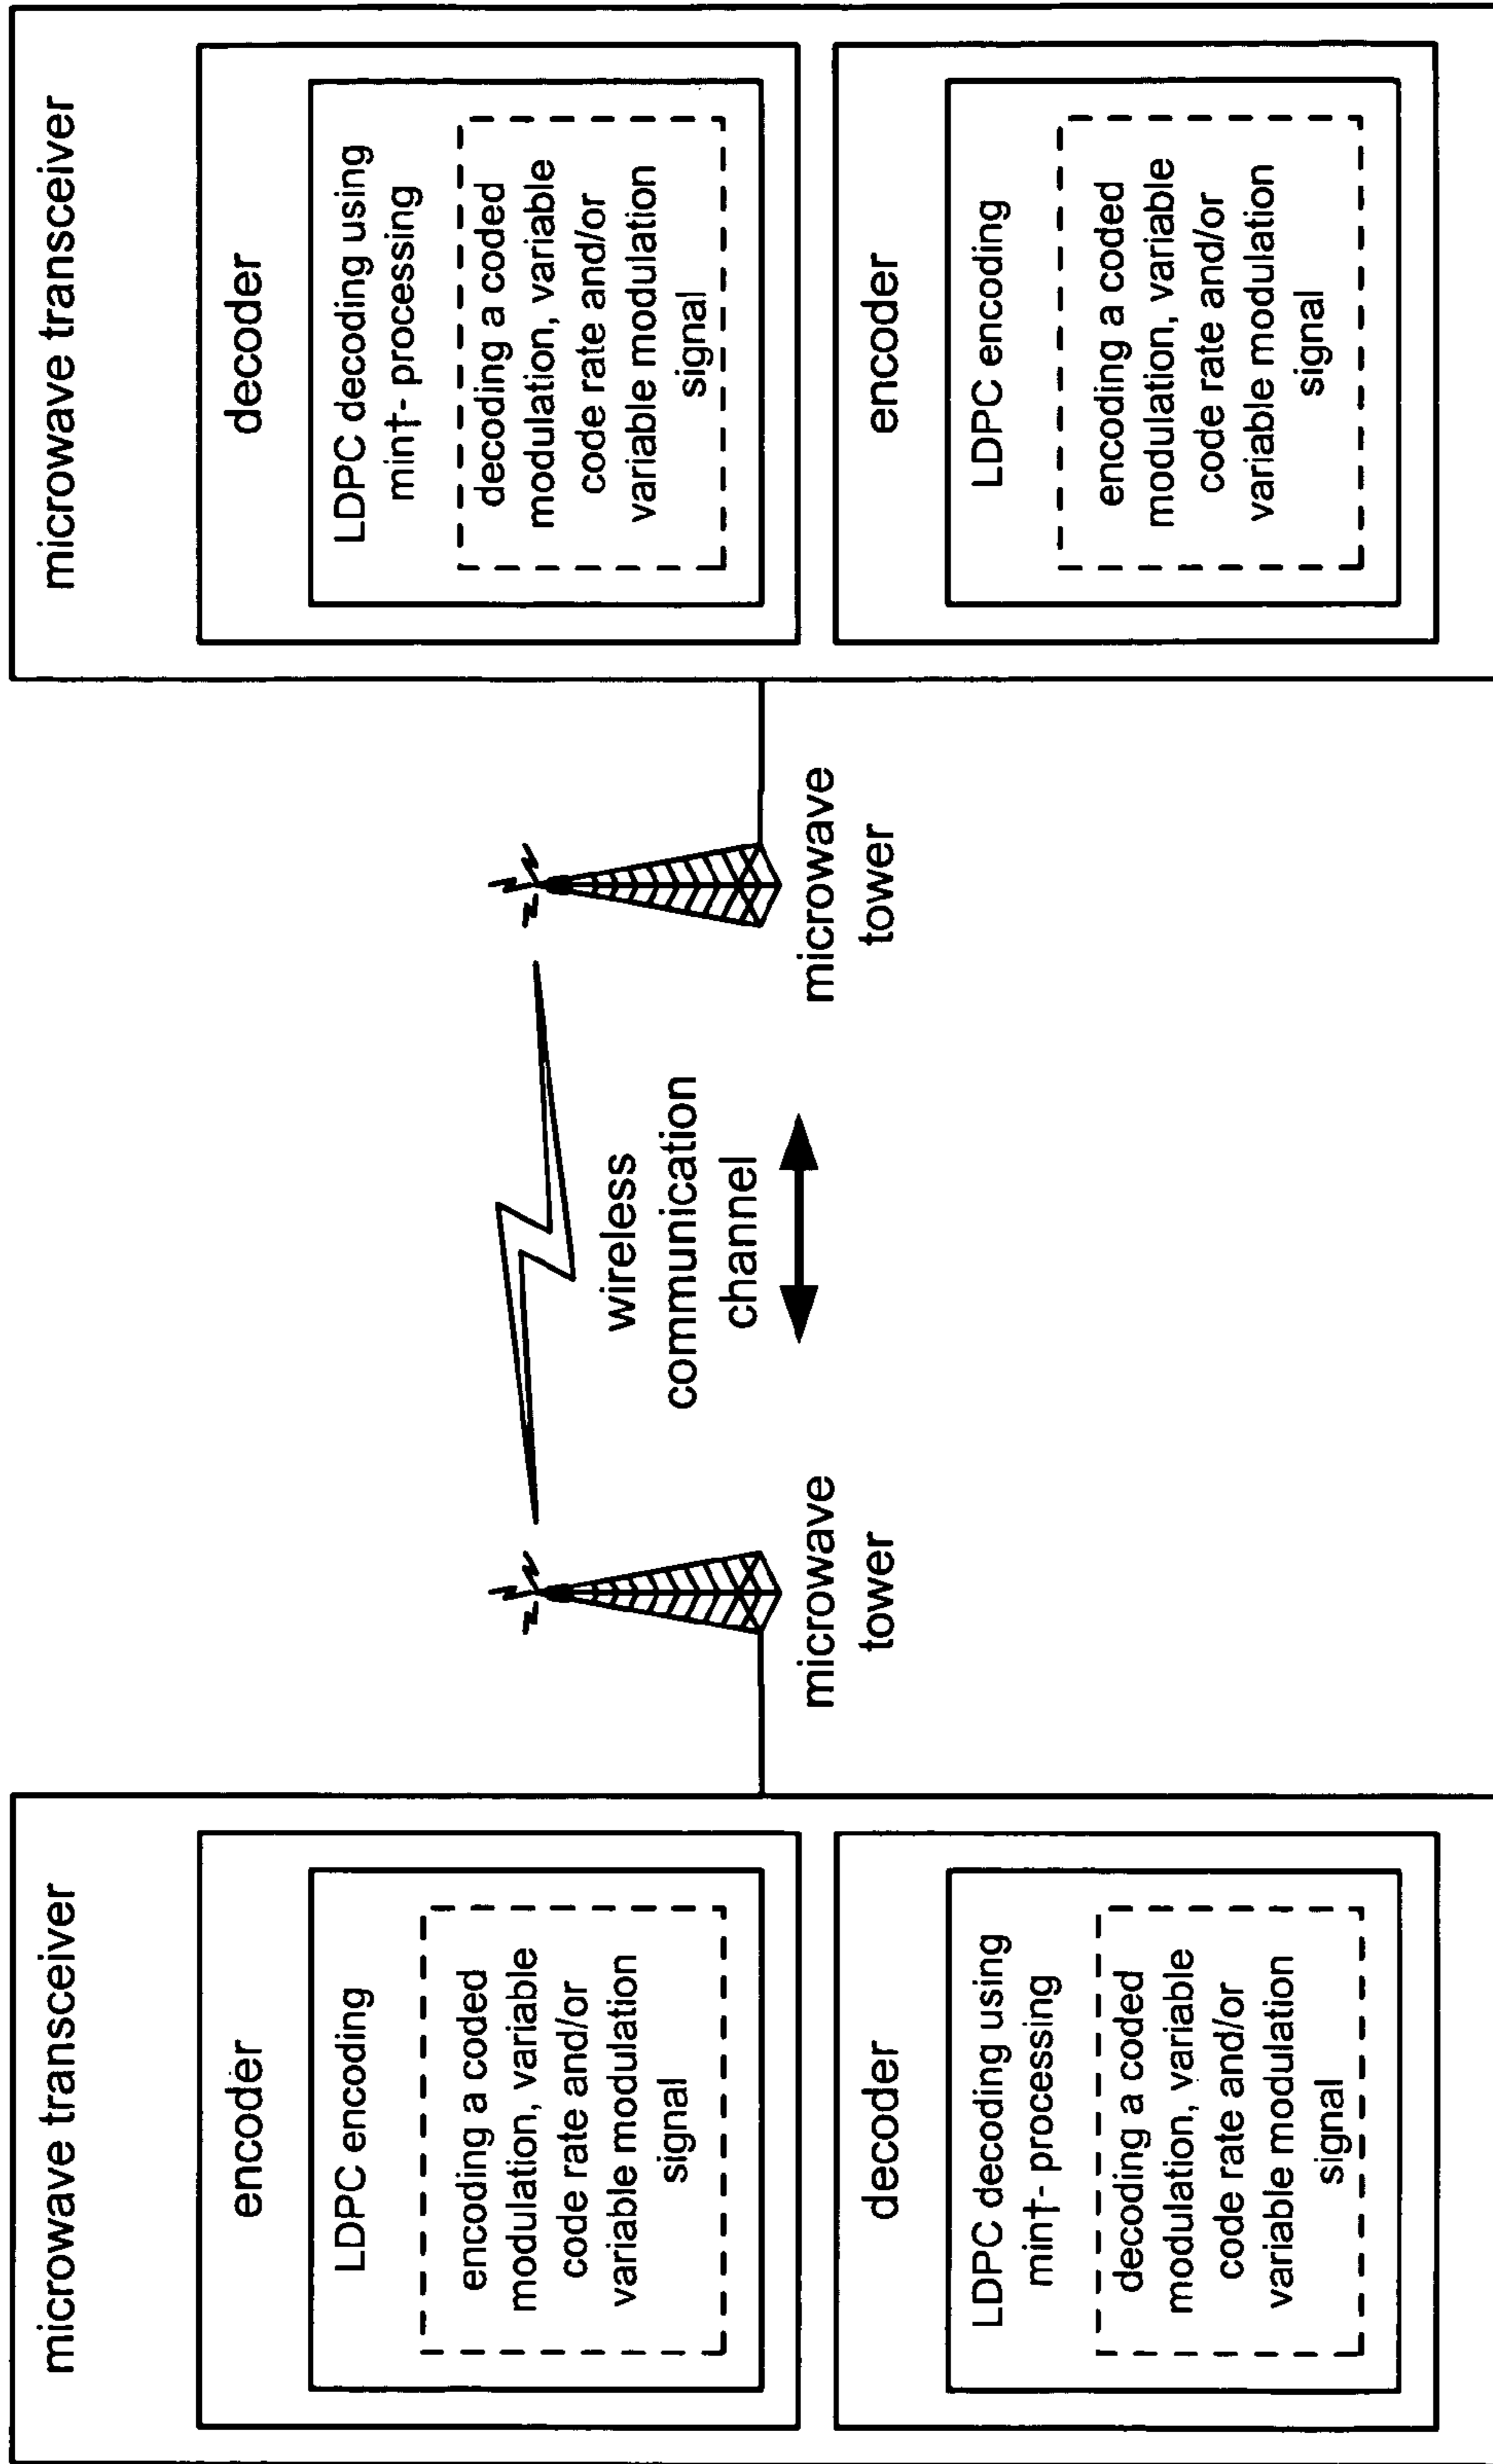 microwave transceiver
encoder
LDPC encoding
encoding a coded
modulation, variable
code rate and/or
variable modulation
signal
decoder
LDPC decoding using
min†- processing
decoding a coded
modulation, variable
code rate and/or
variable modulation
signal
microwave
tower
wireless
communication
channel
microwave
tower
microwave transceiver
decoder
LDPC decoding using
min†- processing
decoding a coded
modulation, variable
code rate and/or
variable modulation
signal
encoder
LDPC encoding
encoding a coded
modulation, variable
code rate and/or
variable modulation
signal